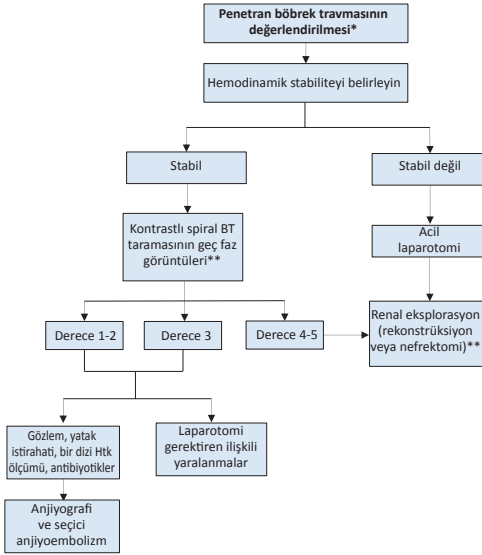 Penetran böbrek travmasının
değerlendirilmesi*
Hemodinamik stabiliteyi belirleyin
Stabil
Stabil değil
Kontrastlı spiral BT
taramasının geç faz
görüntüleri**
Acil
laparotomi
Derece 1-2
Derece 3
Derece 4-5
Renal eksplorasyon
(rekonstrüksiyon
veya nefrektomi)**
Gözlem, yatak
istirahati, bir dizi Htk
ölçümü, antibiyotikler
Laparotomi
gerektiren ilişkili
yaralanmalar
Anjiyografi
ve seçici
anjiyoembolizm